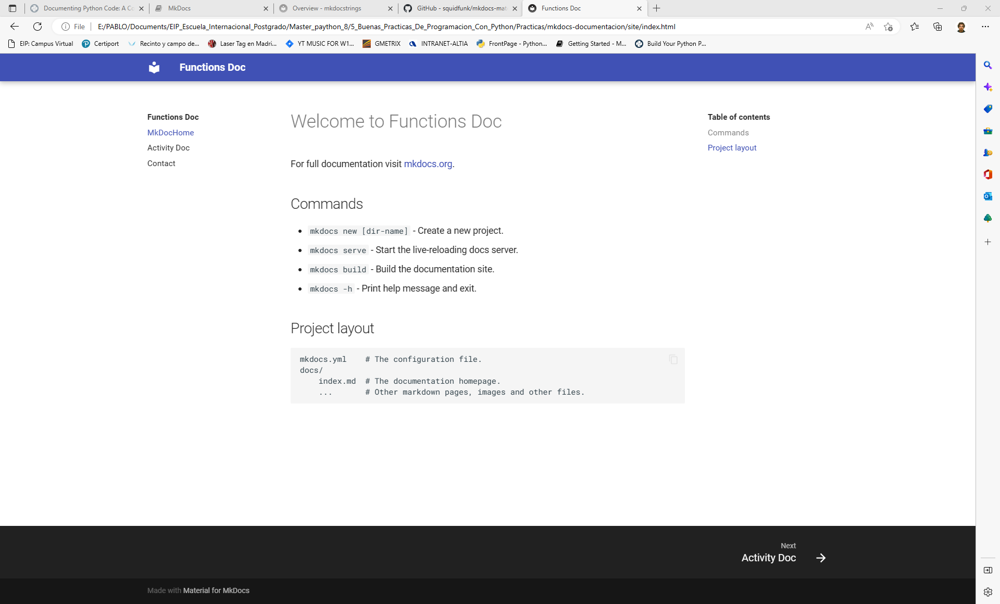 Documenting Python Code: A Co
MkDocs
Overview - mkdocstrings
GitHub - squidfunk/mkdocs-mat
Functions Doc
File
E:/PABLO/Documents/EIP_Escuela_Internacional_Postgrado/Master_paython_8/5_Buenas_Practicas_De_Programacion_Con_Python/Practicas/mkdocs-documentacion/site/index.html
EIP: Campus Virtual
Certiport
Recinto y campo de...
Laser Tag en Madri...
YT MUSIC FOR W1...
GMETRIX
INTRANET-ALTIA
FrontPage - Python...
Getting Started - M...
Build Your Python P...
Functions Doc
Functions Doc
MkDocHome
Activity Doc
Contact
Welcome to Functions Doc
For full documentation visit mkdocs.org.
Commands
mkdocs new [dir-name] - Create a new project.
mkdocs serve - Start the live-reloading docs server.
mkdocs build - Build the documentation site.
mkdocs -h - Print help message and exit.
Project layout
mkdocs.yml    # The configuration file.
docs/
    index.md  # The documentation homepage.
    ...       # Other markdown pages, images and other files.
Table of contents
Commands
Project layout
Next
Activity Doc
Made with Material for MkDocs